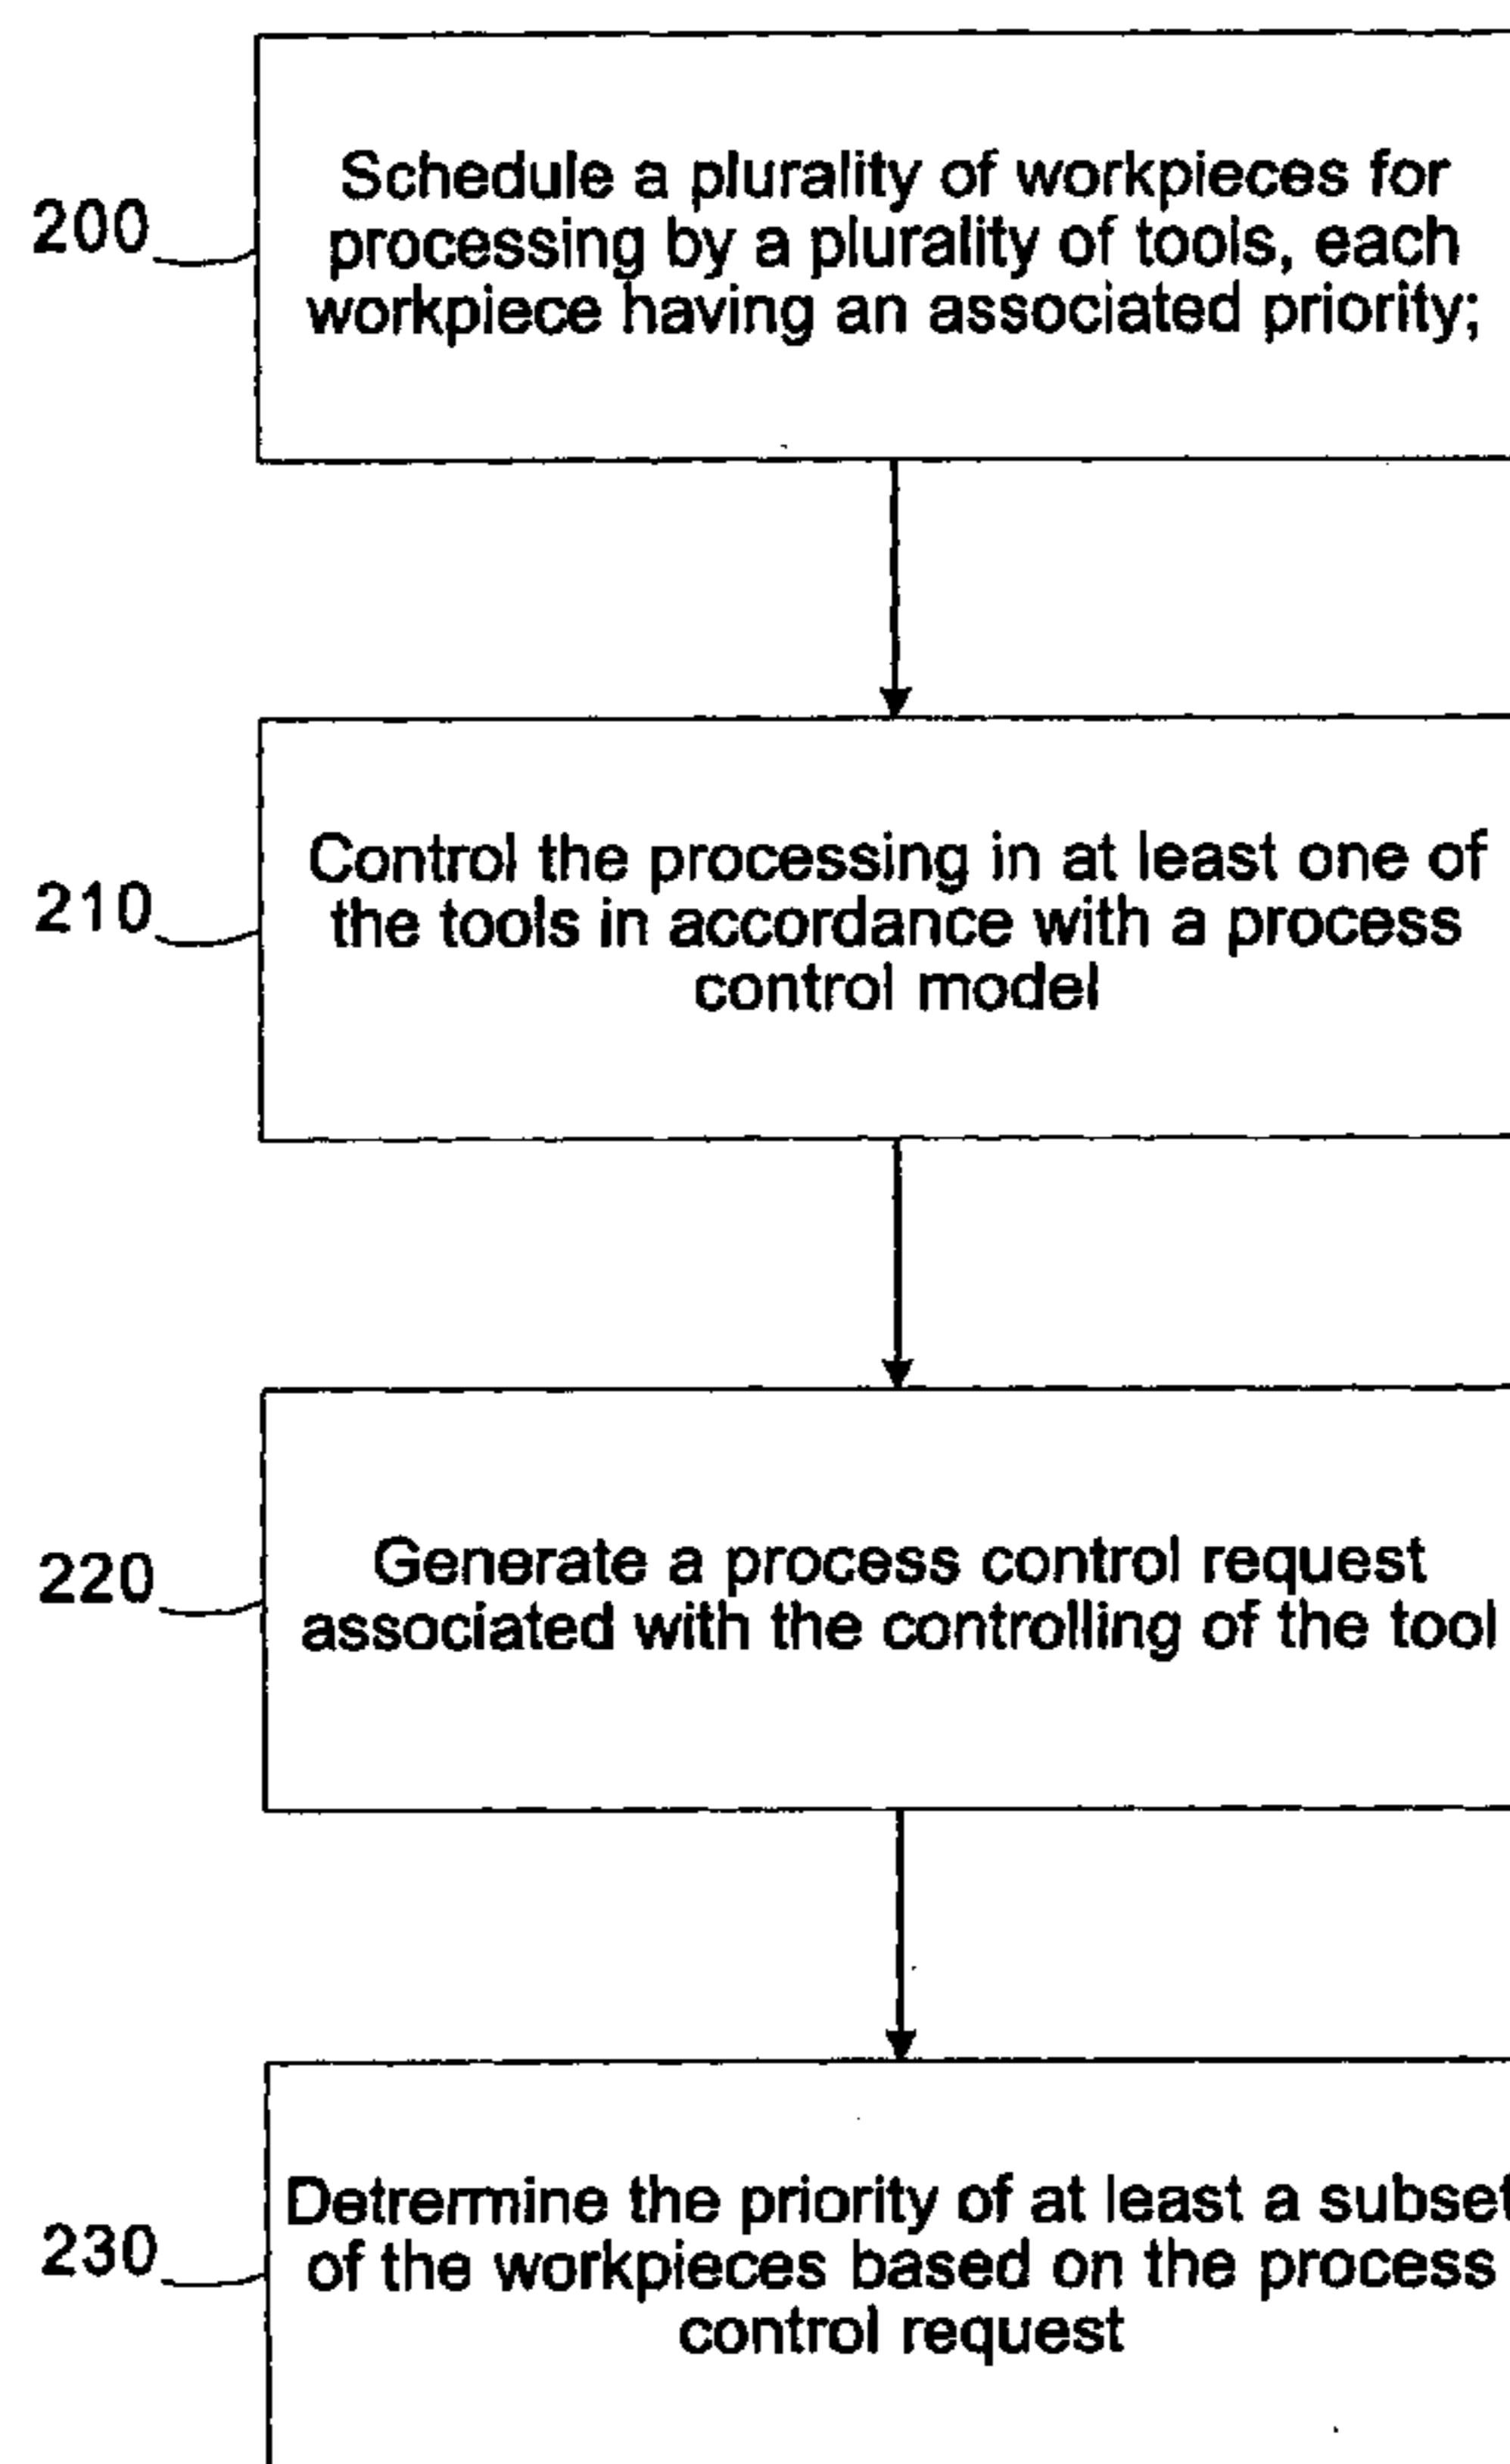 200
Schedule a plurality of workpieces for
processing by a plurality of tools, each
workpiece having an associated priority;
210
Control the processing in at least one of
the tools in accordance with a process
control model
220
Generate a process control request
associated with the controlling of the tool
230
Detremine the priority of at least a subset
of the workpieces based on the process
control request